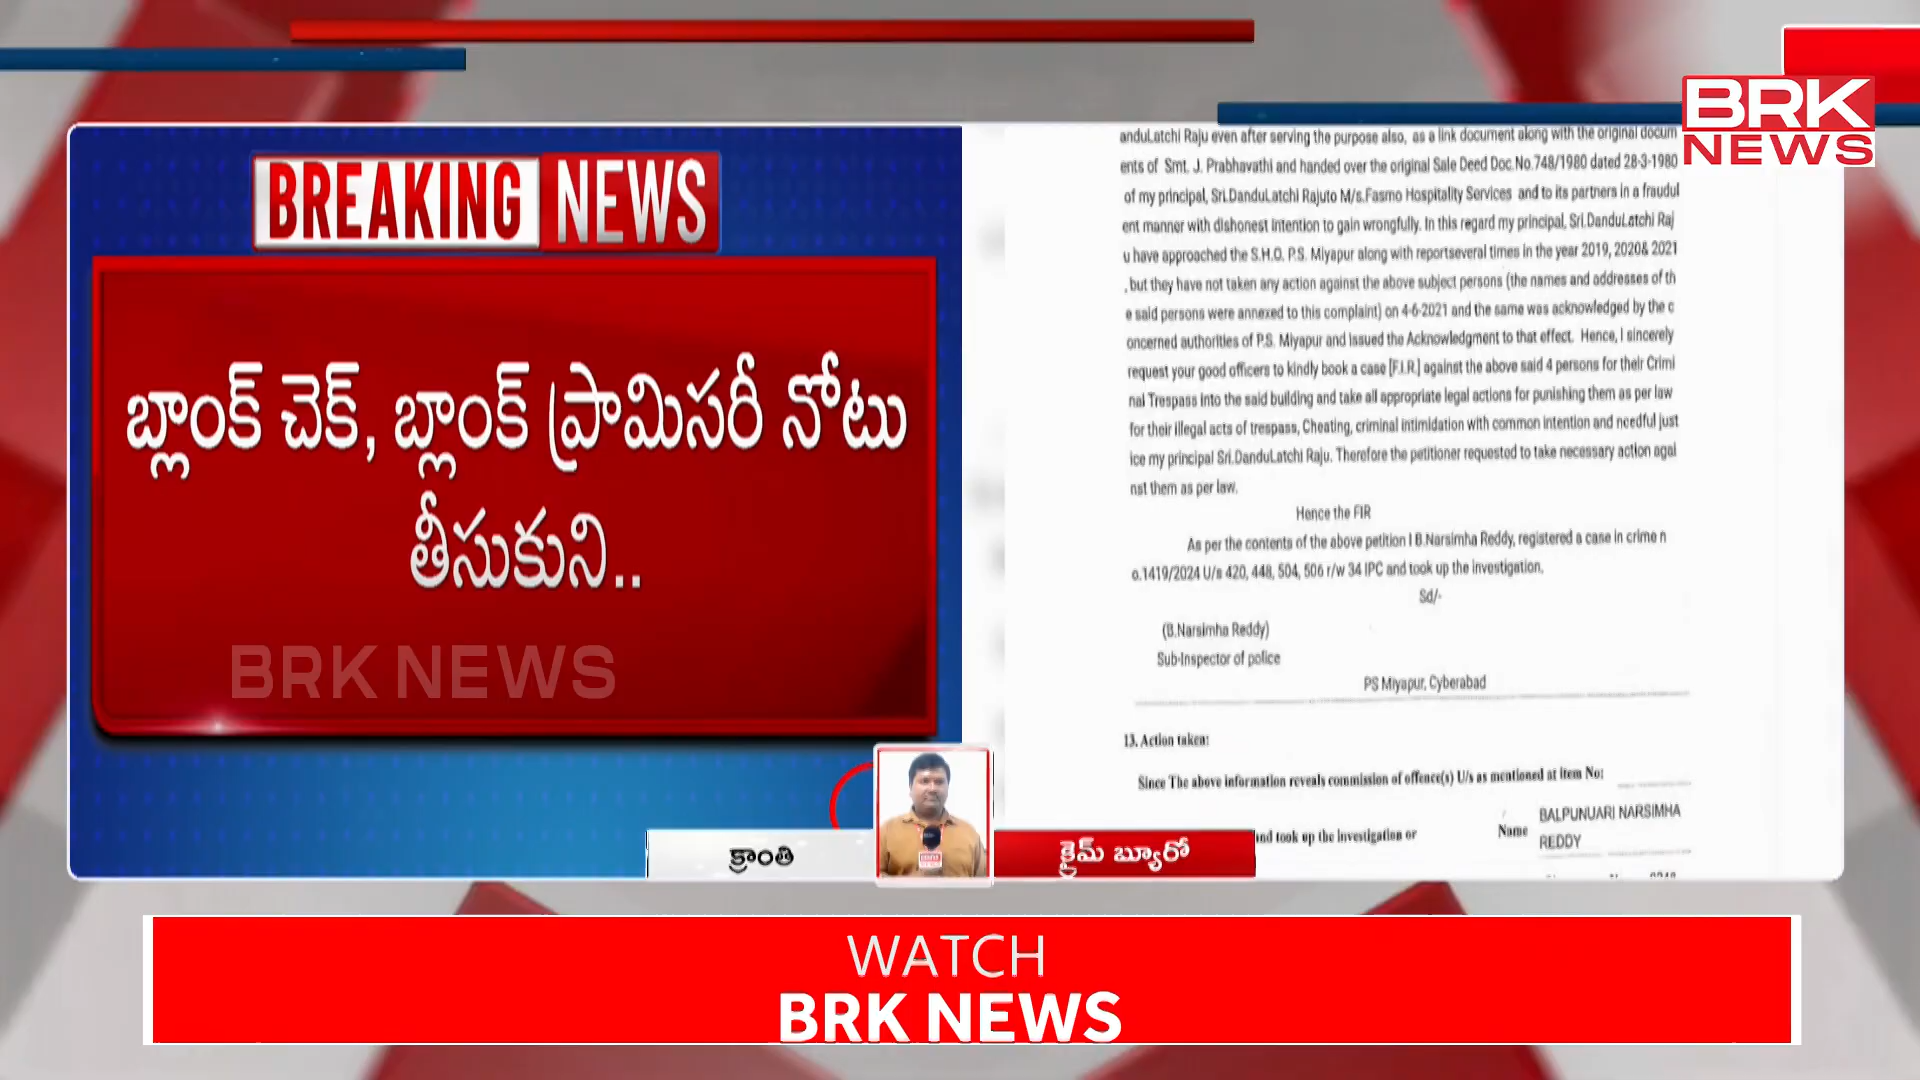 BRK
NEWS
BREAKING NEWS
బ్లాంక్ చెక్, బ్లాంక్ ప్రామిసరీ నోటు
తీసుకుని..
BRK NEWS
anduLatchi Raju even after serving the purpose also, as a link document along with the original docum
ents of Smt. J. Prabhavathi and handed over the original Sale Deed Doc.No.748/1980 dated 28-3-1980
of my principal, Sri.DanduLatchi Rajuto M/s.Fasmo Hospitality Services and to its partners in a fraudul
ent manner with dishonest intention to gain wrongfully. In this regard my principal, Sri.DanduLatchi Raj
u have approached the S.H.O. P.S. Miyapur along with reportseveral times in the year 2019, 2020& 2021
, but they have not taken any action against the above subject persons (the names and addresses of th
e said persons were annexed to this complaint) on 4-6-2021 and the same was acknowledged by the c
oncerned authorities of P.S. Miyapur and issued the Acknowledgment to that effect. Hence, I sincerely
request your good officers to kindly book a case [F.I.R.] against the above said 4 persons for their Crimi
nal Trespass into the said building and take all appropriate legal actions for punishing them as per law
for their illegal acts of trespass, Cheating, criminal intimidation with common intention and needful just
ice my principal Sri.DanduLatchi Raju. Therefore the petitioner requested to take necessary action agai
nst them as per law.
Hence the FIR
As per the contents of the above petition I B.Narsimha Reddy, registered a case in crime n
o.1419/2024 U/s 420, 448, 504, 506 r/w 34 IPC and took up the investigation.
Sd/-
(B.Narsimha Reddy)
Sub-Inspector of police
PS Miyapur, Cyberabad
13. Action taken:
Since The above information reveals commission of offence(s) U/s as mentioned at Item No:
and took up the investigation or
Name
BALPUNUARI NARSIMHA
REDDY
క్రాంతి
క్రైమ్ బ్యూరో
WATCH
BRK NEWS